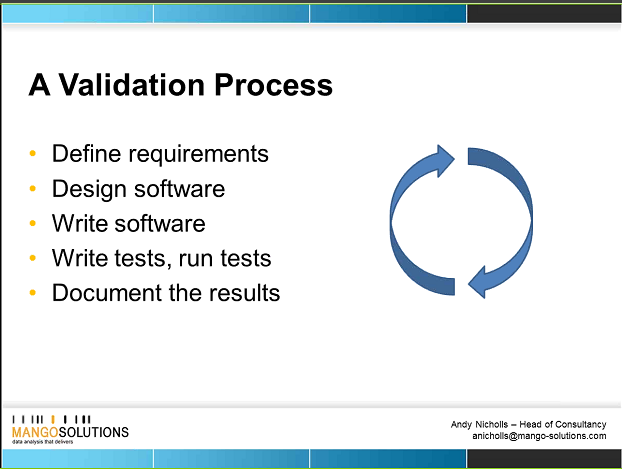 A Validation Process
• Define requirements
• Design software
• Write software
• Write tests, run tests
• Document the results
MANGOSOLUTIONS
data analysis that delivers
Andy Nicholls – Head of Consultancy
anicholls@mango-solutions.com